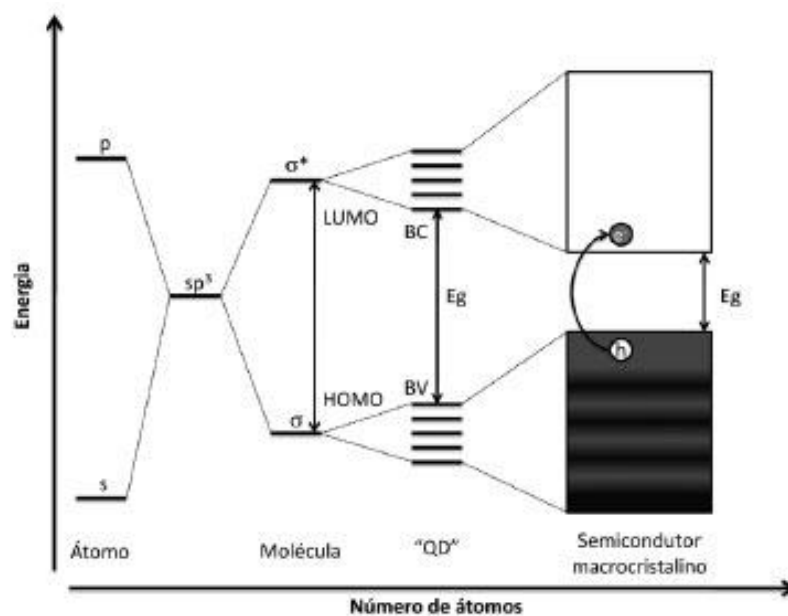 Energia
p
s
sp³
σ*
LUMO
HOMO
σ
BC
Eg
BV
h
Eg
Átomo
Molécula
"QD"
Semicondutor
macrocristalino
Número de átomos